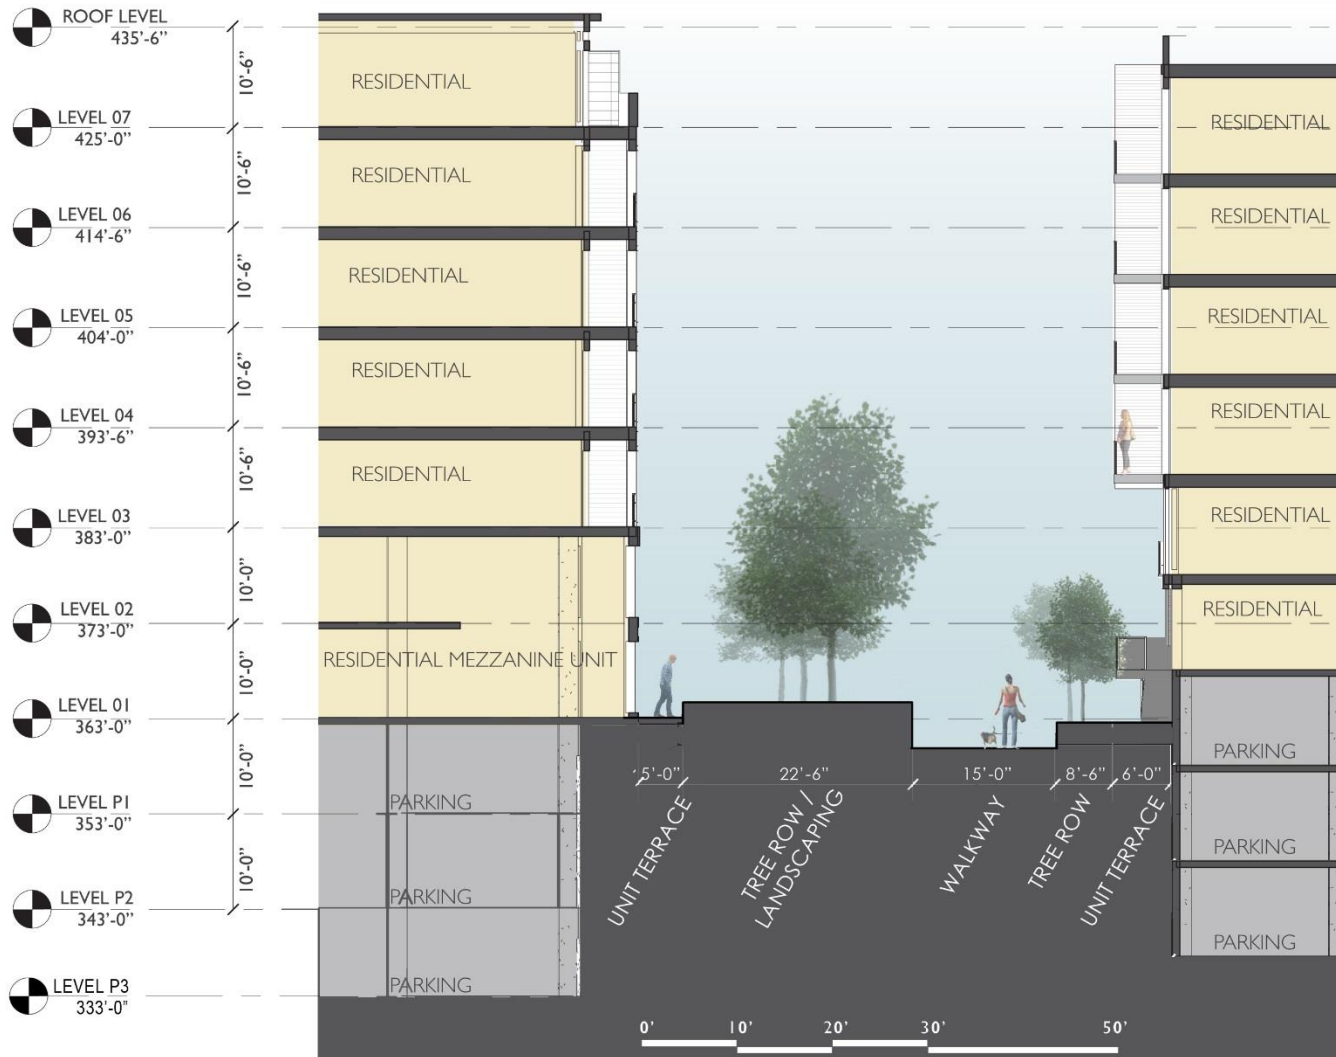 ROOF LEVEL
435'-6"
10'-6"
RESIDENTIAL
RESIDENTIAL
LEVEL 07
425'-0"
10'-6"
RESIDENTIAL
RESIDENTIAL
LEVEL 06
414'-6"
10'-6"
RESIDENTIAL
RESIDENTIAL
LEVEL 05
404'-0"
10'-6"
RESIDENTIAL
RESIDENTIAL
LEVEL 04
393'-6"
10'-6"
RESIDENTIAL
RESIDENTIAL
LEVEL 03
383'-0"
10'-0"
RESIDENTIAL
LEVEL 02
373'-0"
10'-0"
RESIDENTIAL MEZZANINE UNIT
LEVEL 01
363'-0"
10'-0"
PARKING
PARKING
LEVEL P1
353'-0"
10'-0"
PARKING
PARKING
LEVEL P2
343'-0"
PARKING
PARKING
LEVEL P3
333'-0"
5'-0"
22'-6"
15'-0"
8'-6"
6'-0"
UNIT TERRACE
TREE ROW /
LANDSCAPING
WALKWAY
TREE ROW
UNIT TERRACE
0'
10'
20'
30'
50'